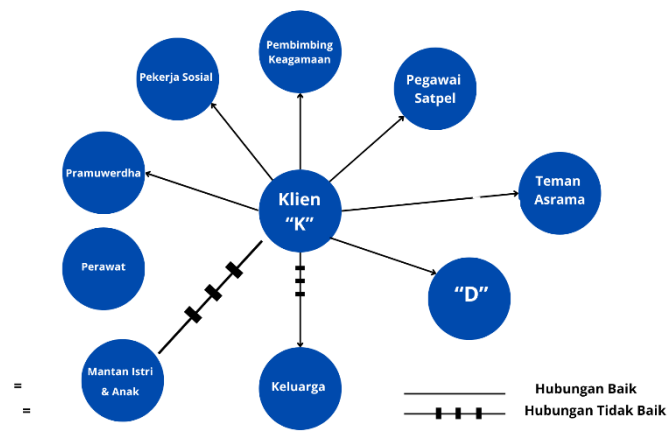 Pembimbing
Keagamaan
Pekerja Sosial
Pegawai
Satpel
Pramuwerdha
Teman
Asrama
Klien
“K”
Perawat
“D”
Mantan Istri
& Anak
Keluarga
=
Hubungan Baik
=
Hubungan Tidak Baik